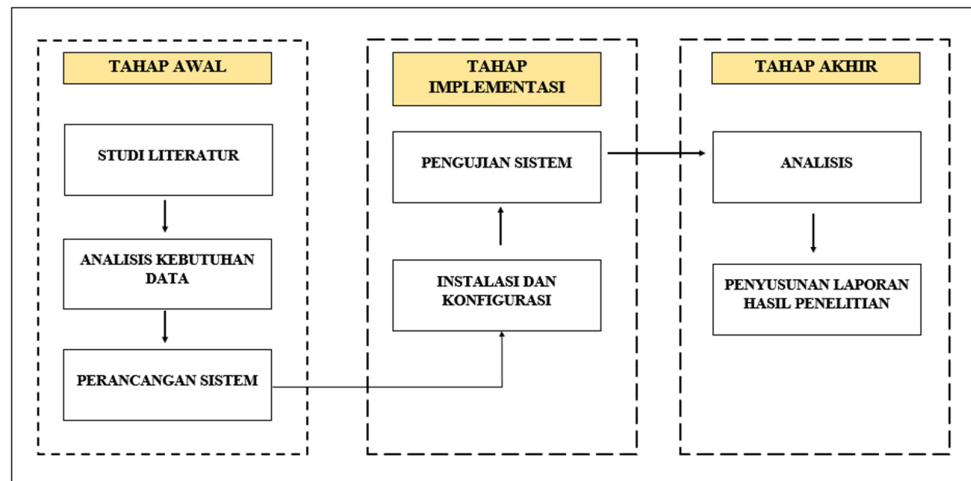 TAHAP AWAL
STUDI LITERATUR
ANALISIS KEBUTUHAN
DATA
PERANCANGAN SISTEM
TAHAP
IMPLEMENTASI
PENGUJIAN SISTEM
INSTALASI DAN
KONFIGURASI
TAHAP AKHIR
ANALISIS
PENYUSUNAN LAPORAN
HASIL PENELITIAN